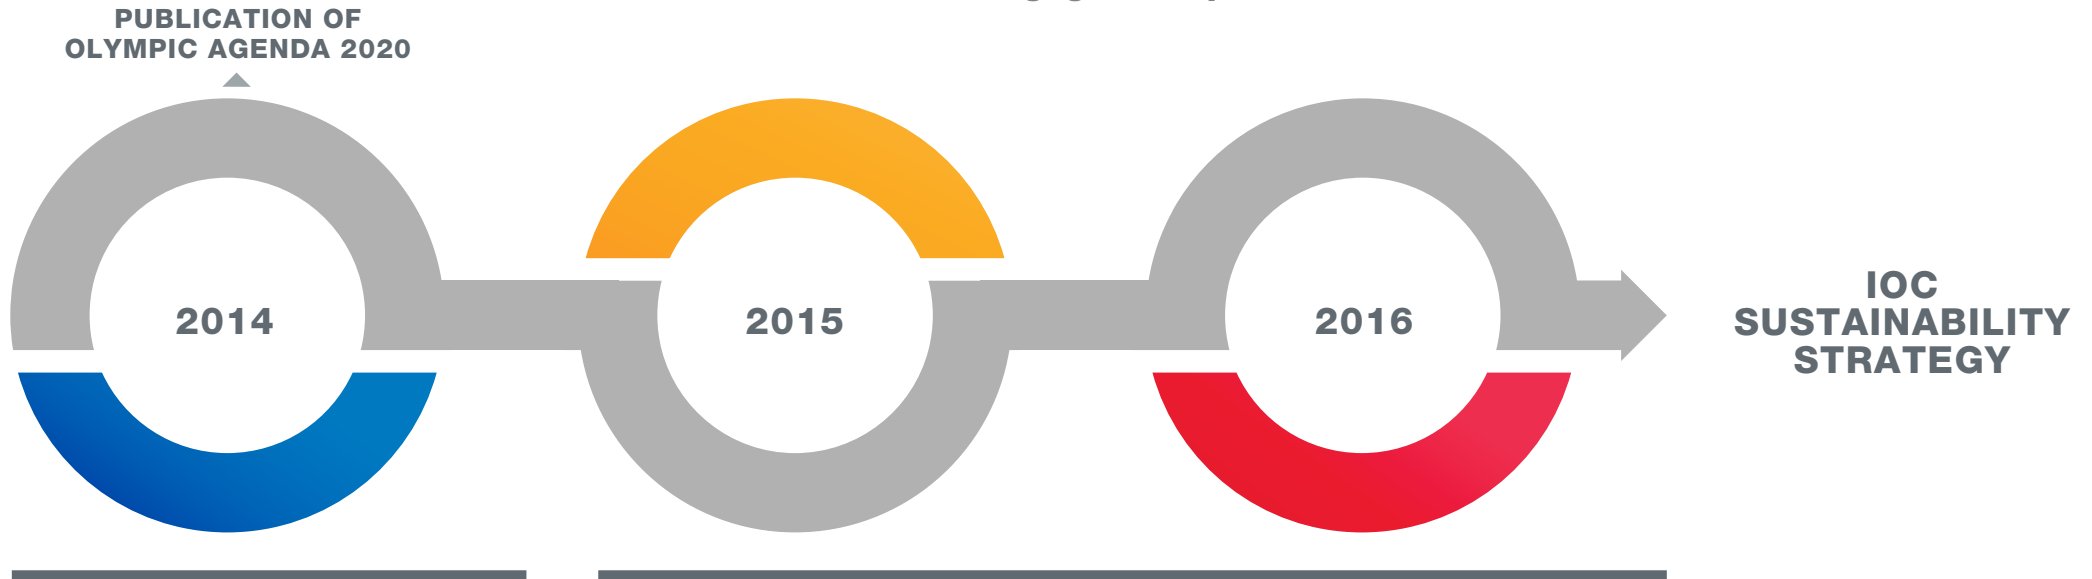 PUBLICATION OF
OLYMPIC AGENDA 2020
2014
2015
2016
IOC
SUSTAINABILITY
STRATEGY